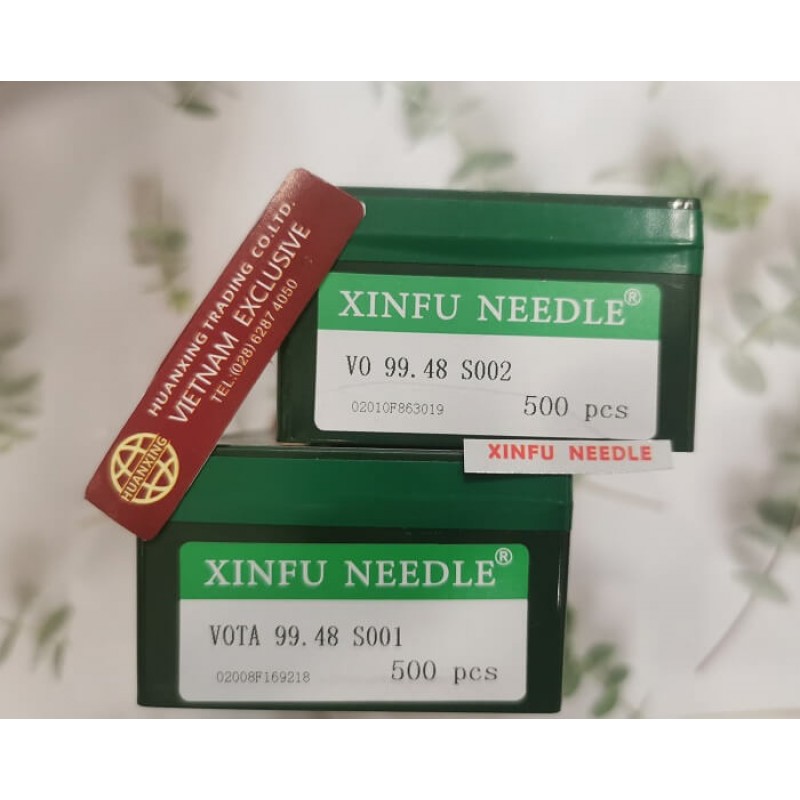 HUANXING TRADING CO.LTD.
VIETNAM EXCLUSIVE
TEL:(028)6287 4050
HUANXING
XINFU NEEDLE®
VO 99.48 S002
02010F863019
500 pcs
XINFU NEEDLE
XINFU NEEDLE®
VOTA 99.48 S001
02008F169218
500 pcs